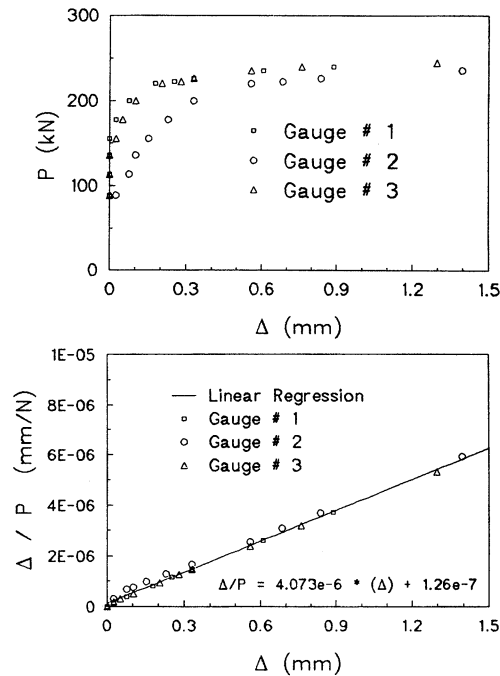 300
200
100
0
P (kN)
Gauge # 1
Gauge # 2
Gauge # 3
0 0.3 0.6 0.9 1.2 1.5
Δ (mm)
1E-05
8E-06
6E-06
4E-06
2E-06
0
Δ / P (mm/N)
Linear Regression
Gauge # 1
Gauge # 2
Gauge # 3
Δ/P = 4.073e-6 * (Δ) + 1.26e-7
0 0.3 0.6 0.9 1.2 1.5
Δ (mm)